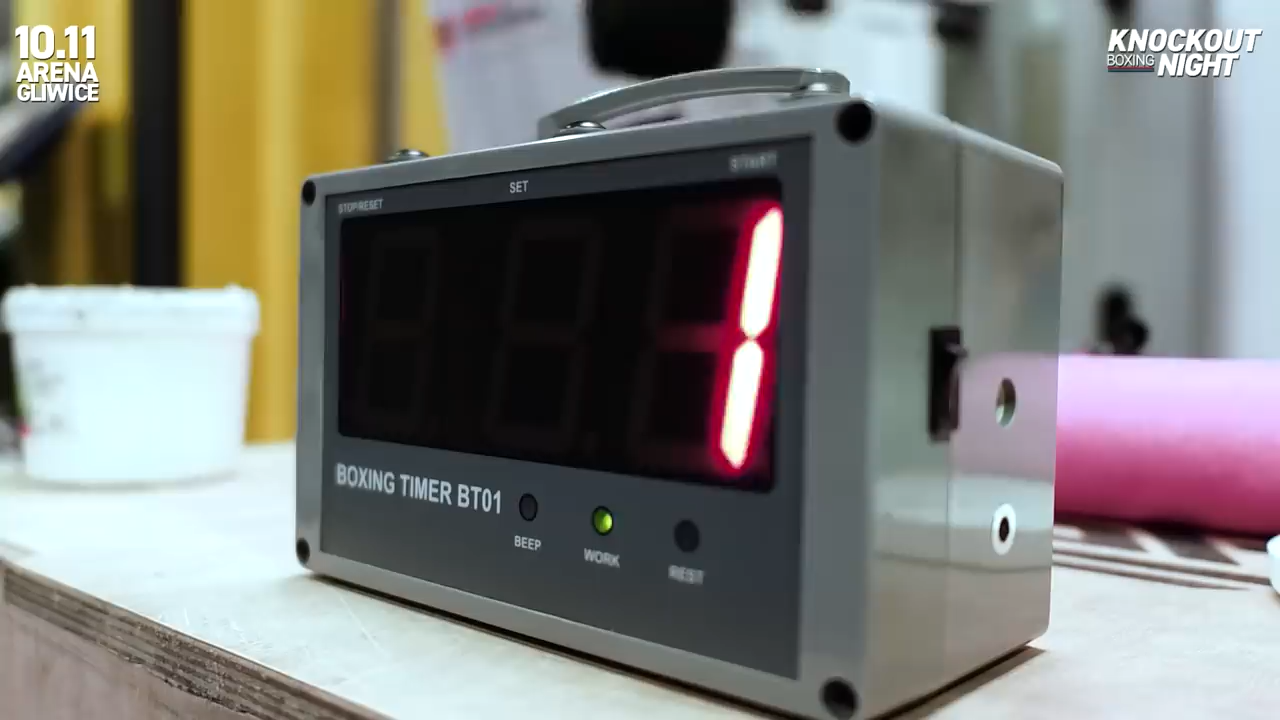 10.11
ARENA
GLIWICE
KNOCKOUT
BOXING NIGHT
STOP/RESET
SET
START
1
BOXING TIMER BT01
BEEP
WORK
REST